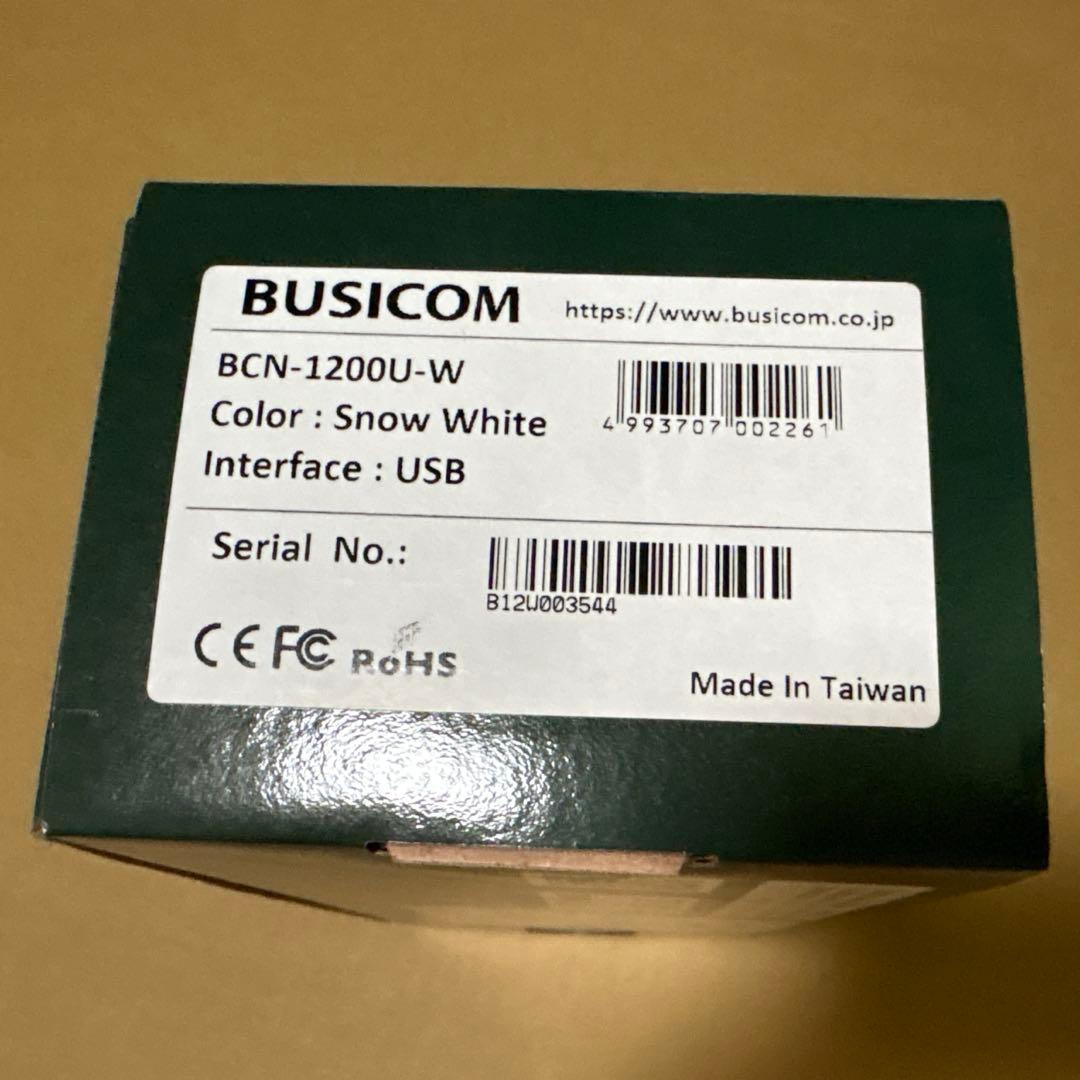 BUSICOM https://www.busicom.co.jp
BCN-1200U-W
Color : Snow White
Interface : USB
4 993707 002261
Serial No.:
B12W003544
CE FC RoHS
Made In Taiwan